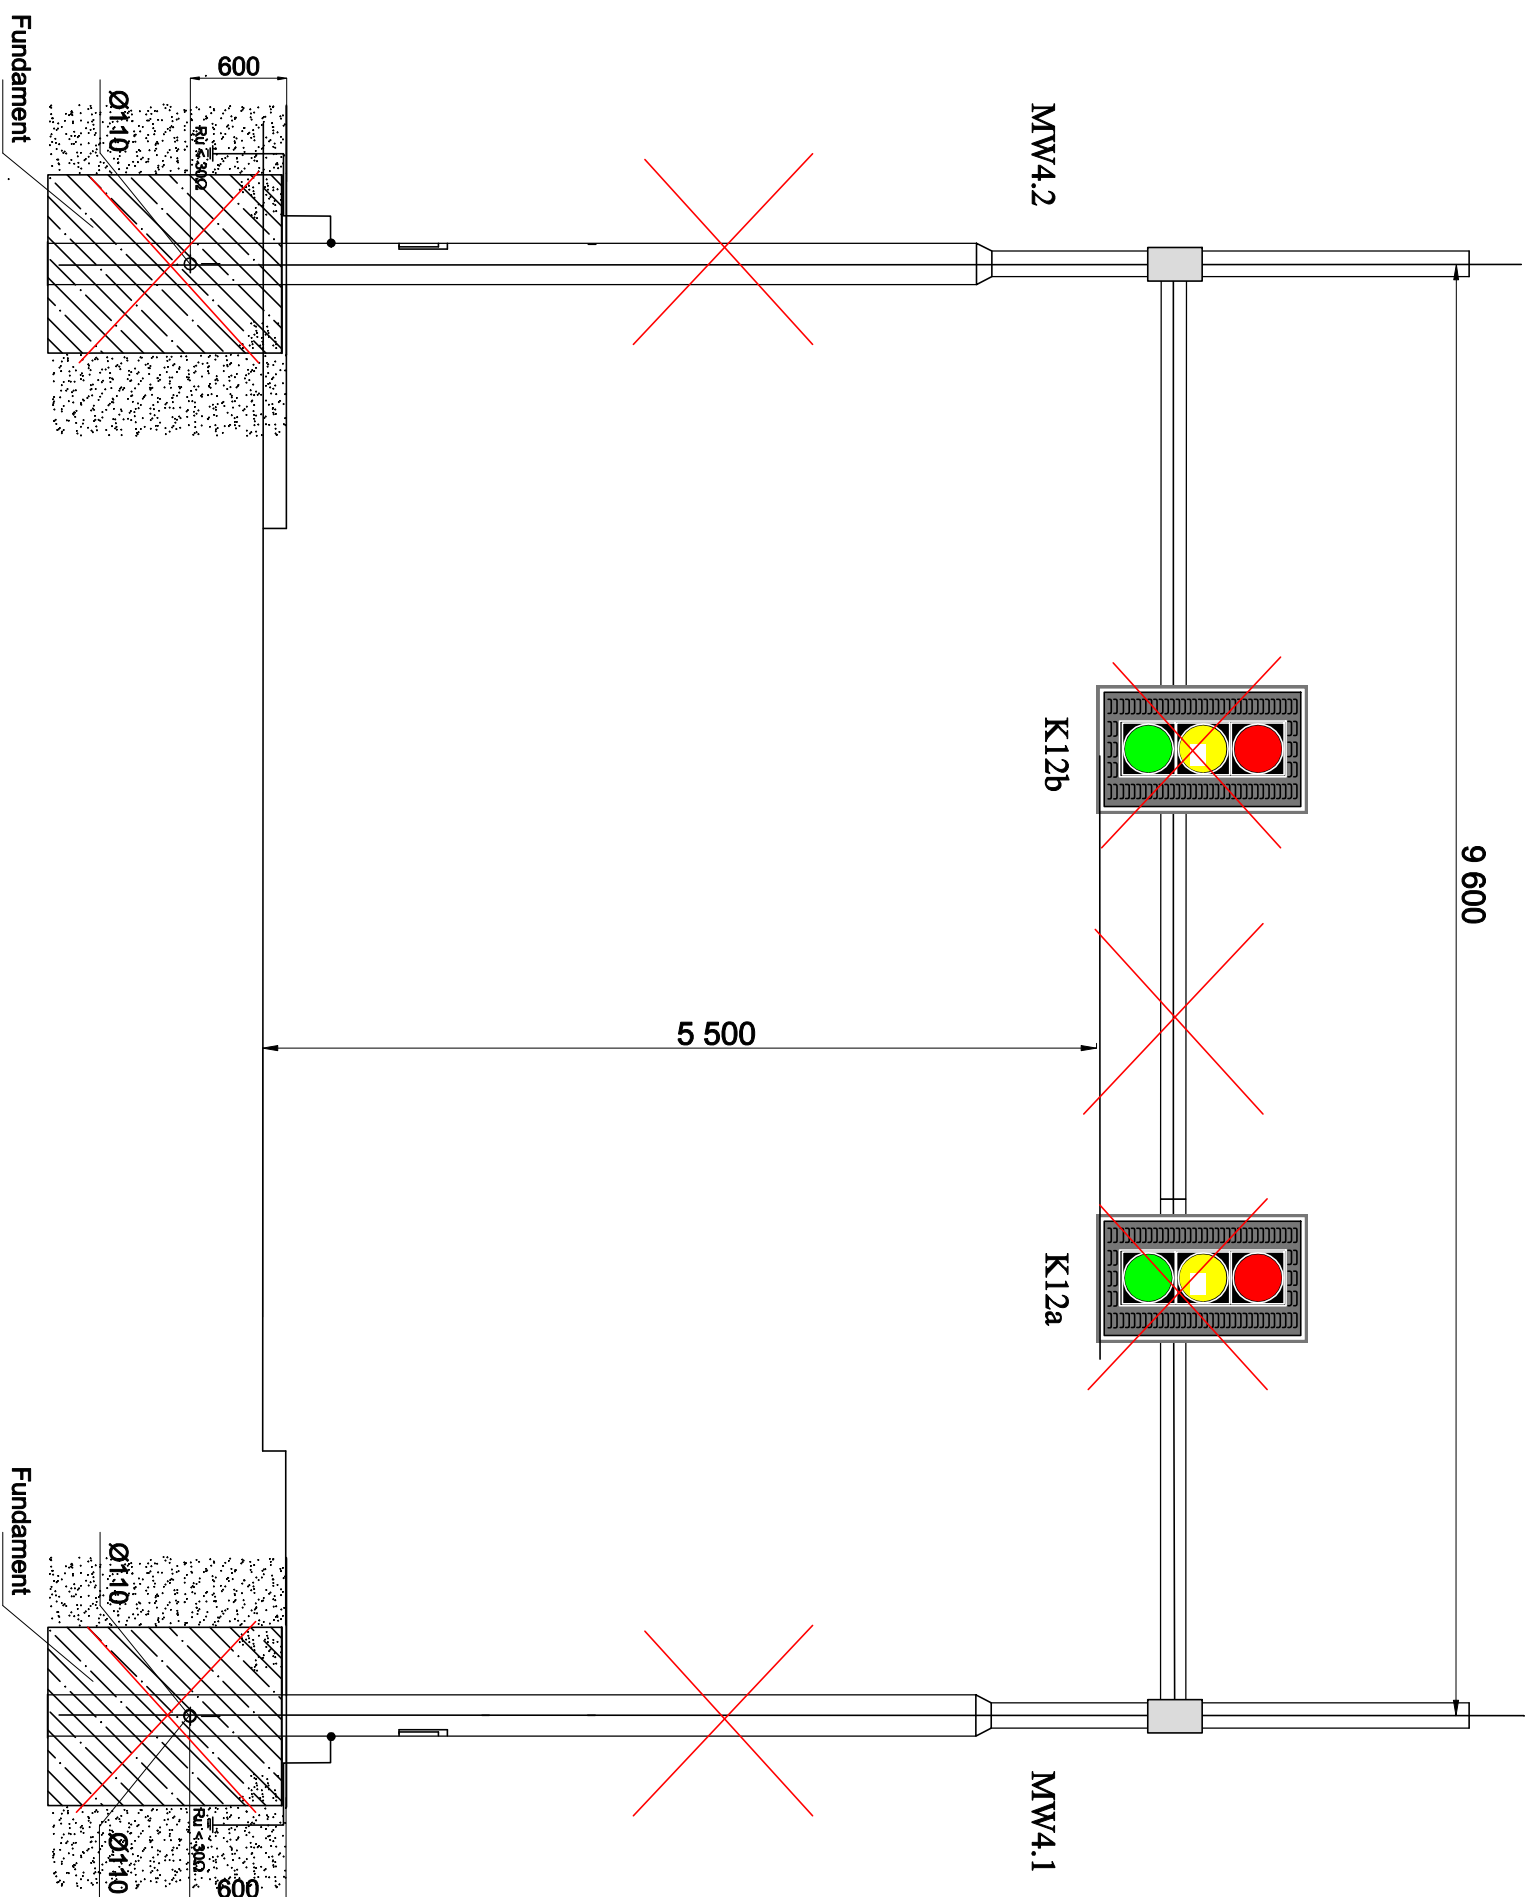 9 600
MW4.2
MW4.1
K12b
K12a
5 500
600
Ru < 30Ω
Ø110
Fundament
600
Ru < 30Ω
Ø110
Ø110
Fundament